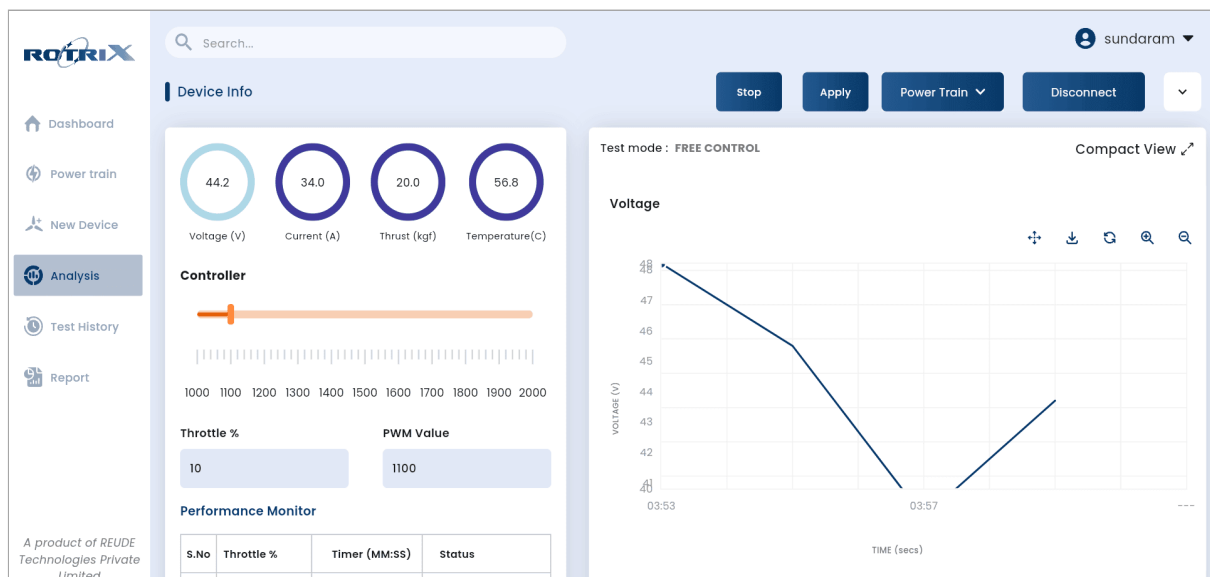 ROTRIX
Search...
sundaram
Device Info
Stop
Apply
Power Train
Disconnect
Dashboard
Power train
New Device
Analysis
Test History
Report
A product of REUDE
Technologies Private
Limited
44.2
34.0
20.0
56.8
Voltage (V)
Current (A)
Thrust (kgf)
Temperature(C)
Controller
1000 1100 1200 1300 1400 1500 1600 1700 1800 1900 2000
Throttle %
PWM Value
10
1100
Performance Monitor
S.No
Throttle %
Timer (MM:SS)
Status
Test mode : FREE CONTROL
Compact View
Voltage
48
48
47
46
45
44
43
42
41
40
VOLTAGE (V)
03:53
03:57
---
TIME (secs)